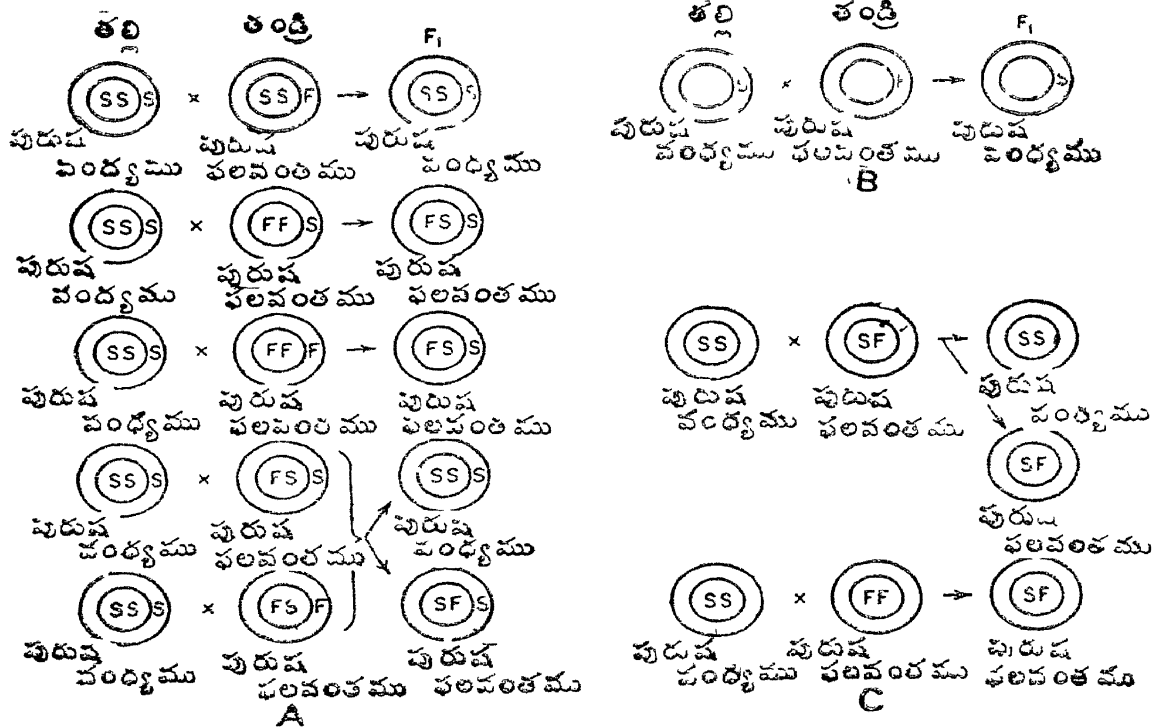 తల్లి తండ్రి F₁
SS S × SS F → SS S
పురుష పురుష పురుష
వంధ్యము ఫలవంతము వంధ్యము
SS S × FF S → FS S
పురుష పురుష పురుష
వంద్యము ఫలవంతము ఫలవంతము
SS S × FF F → FS S
పురుష పురుష పురుష
వంధ్యము ఫలవంతము ఫలవంతము
SS S × FS S SS S
పురుష పురుష పురుష
వంధ్యము ఫలవంతము వంధ్యము
SS S × FS F SF S
పురుష పురుష పురుష
వంధ్యము ఫలవంతము ఫలవంతము
A
తల్లి తండ్రి F₁
× → S
పురుష పురుష పురుష
వంధ్యము ఫలవంతము వంధ్యము
B
SS × SF → SS
పురుష పురుష పురుష
వంధ్యము ఫలవంతము వంధ్యము
SF
పురుష
ఫలవంతము
SS × FF → SF
పురుష పురుష పురుష
వంధ్యము ఫలవంతము ఫలవంతము
C